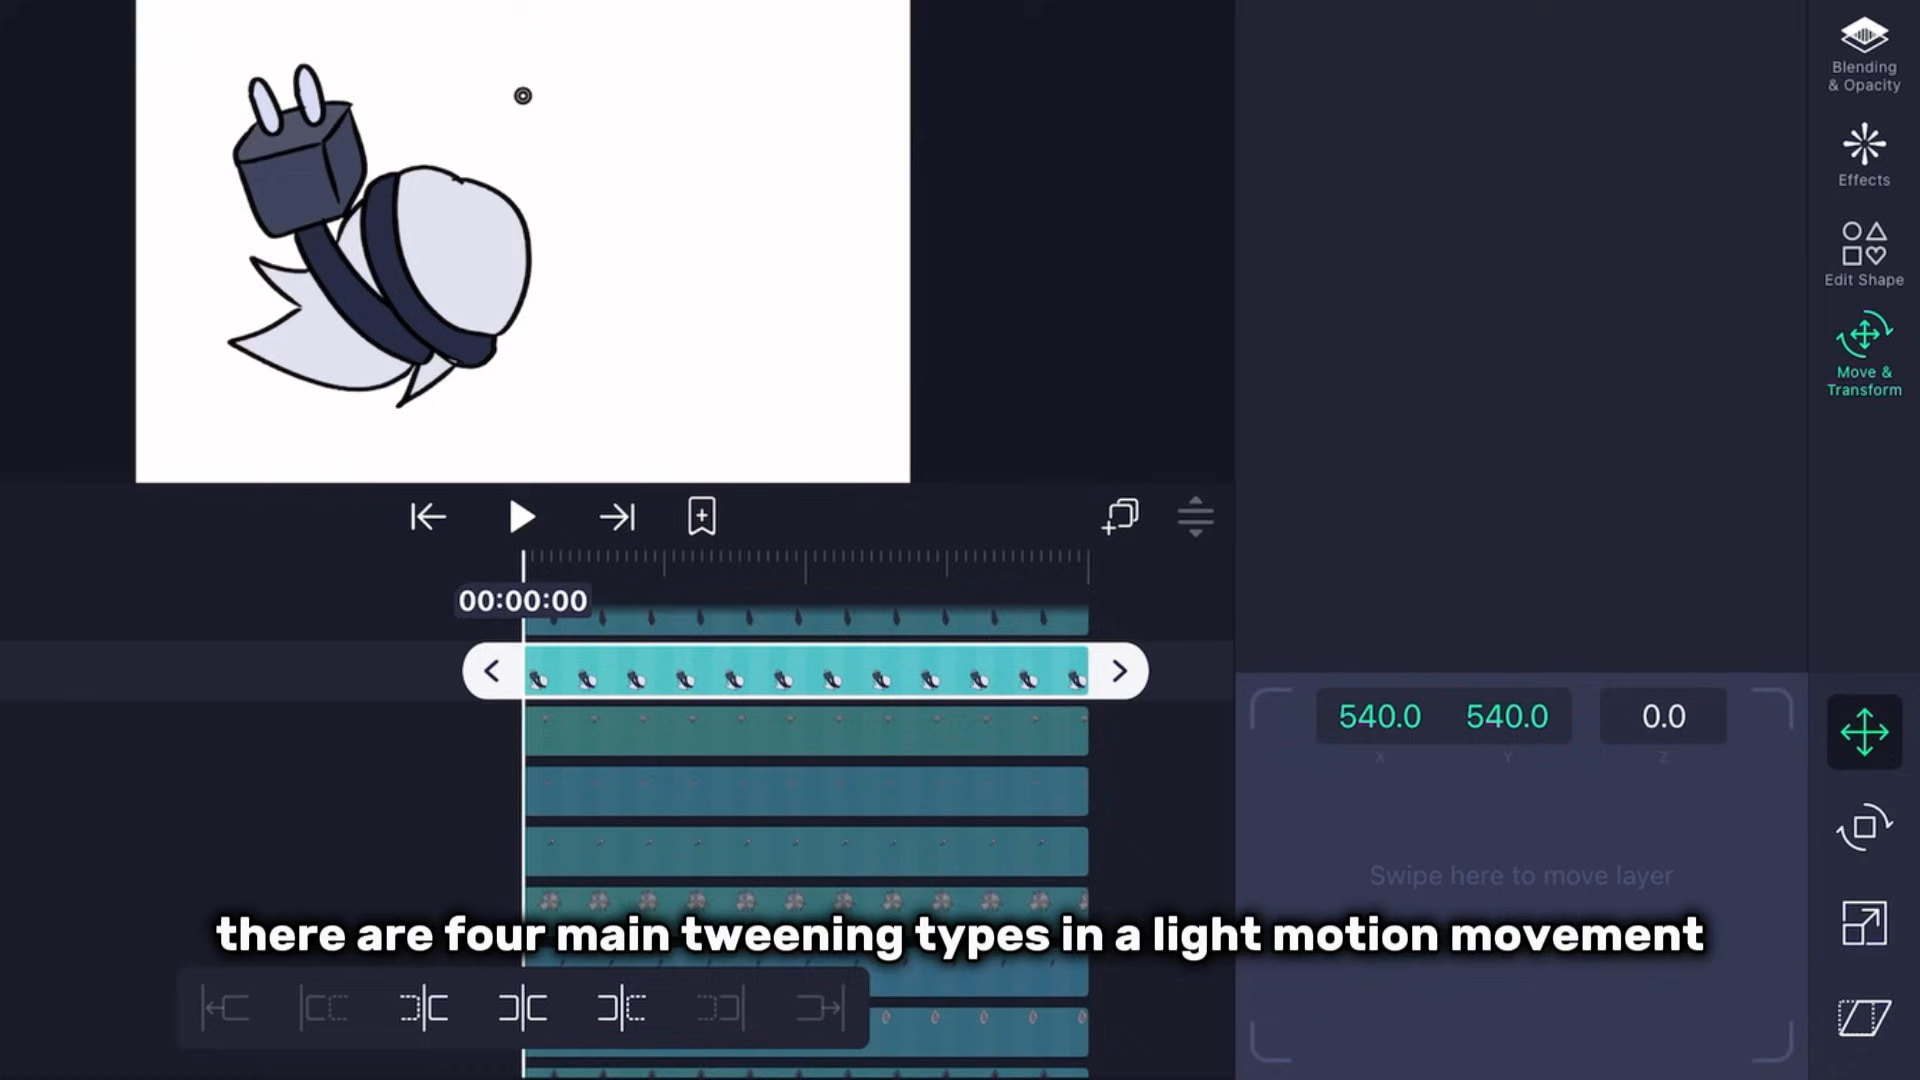 Blending
& Opacity
Effects
Edit Shape
Move &
Transform
00:00:00
540.0 540.0 0.0
X Y Z
Swipe here to move layer
there are four main tweening types in a light motion movement